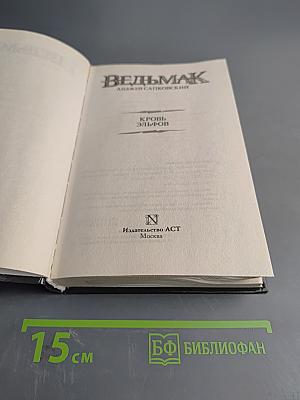 ВЕДЬМАК
АНДЖЕЙ САПКОВСКИЙ
КРОВЬ
ЭЛЬФОВ
N
Издательство АСТ
Москва
15 см
БФ БИБЛИОФАН